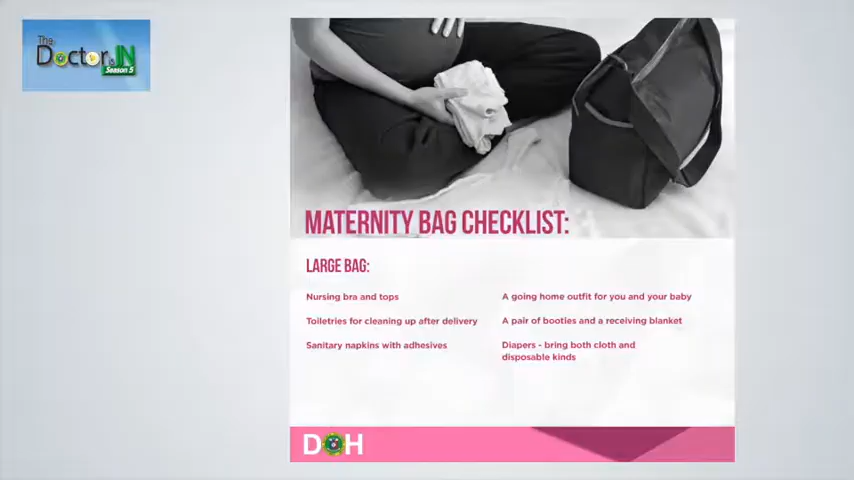 The
Doctor is IN
Season 5
MATERNITY BAG CHECKLIST:
LARGE BAG:
Nursing bra and tops
Toiletries for cleaning up after delivery
Sanitary napkins with adhesives
A going home outfit for you and your baby
A pair of booties and a receiving blanket
Diapers - bring both cloth and
disposable kinds
DOH